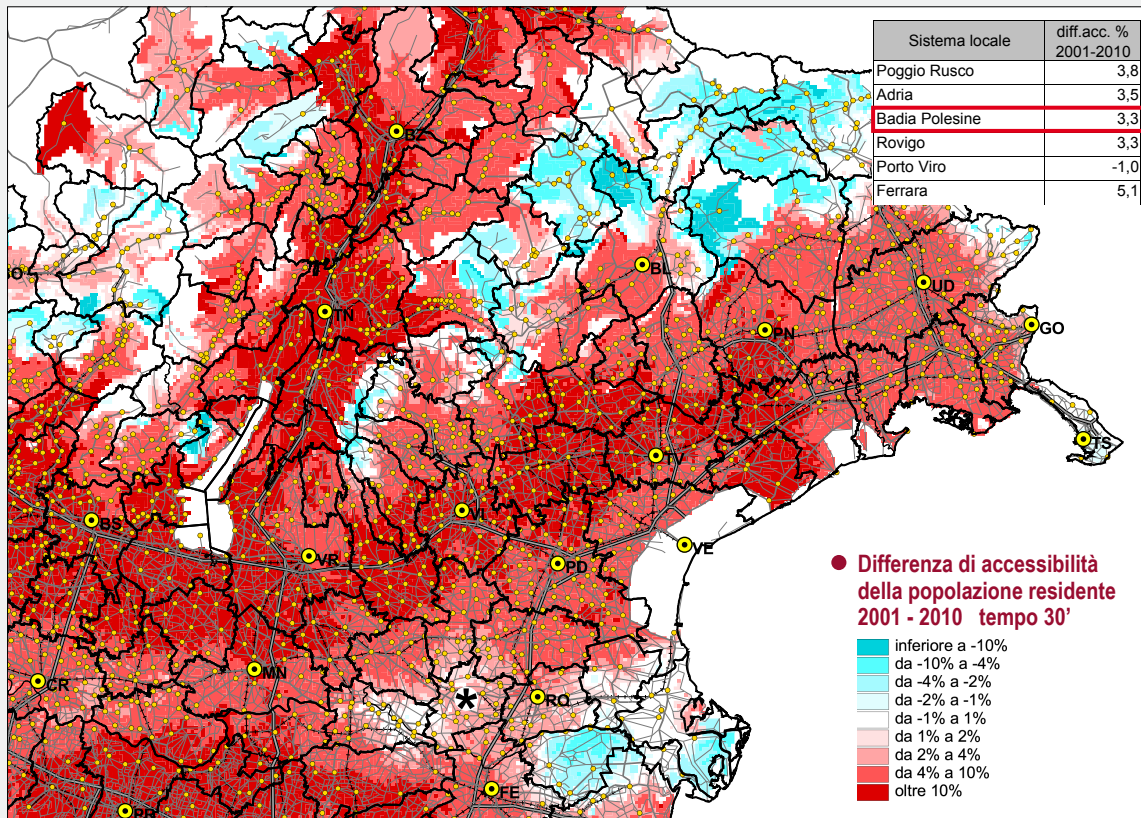 Sistema locale diff.acc. % 2001-2010
Poggio Rusco 3,8
Adria 3,5
Badia Polesine 3,3
Rovigo 3,3
Porto Viro -1,0
Ferrara 5,1
BZ
BL
UD
TN
PN
GO
TS
TV
BS
VI
VR
PD
VE
MN
CR
*
RO
FE
PR
Differenza di accessibilità
della popolazione residente
2001 - 2010 tempo 30'
inferiore a -10%
da -10% a -4%
da -4% a -2%
da -2% a -1%
da -1% a 1%
da 1% a 2%
da 2% a 4%
da 4% a 10%
oltre 10%